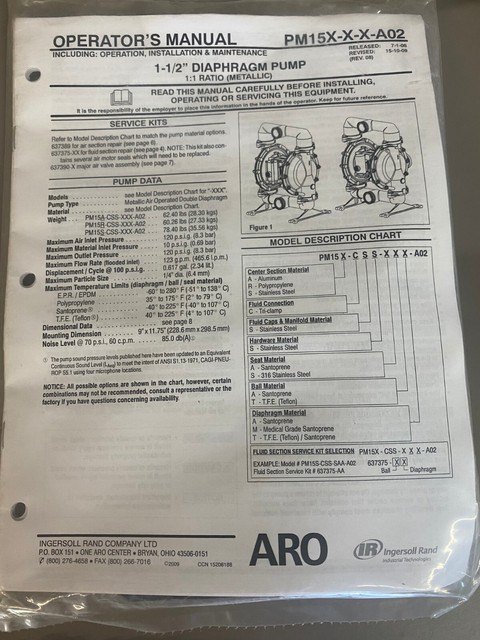 OPERATOR'S MANUAL
PM15X-X-X-A02
INCLUDING: OPERATION, INSTALLATION & MAINTENANCE
RELEASED: 7-1-06
REVISED: 15-10-09
(REV. 08)
1-1/2" DIAPHRAGM PUMP
1:1 RATIO (METALLIC)
READ THIS MANUAL CAREFULLY BEFORE INSTALLING,
OPERATING OR SERVICING THIS EQUIPMENT.
It is the responsibility of the employer to place this information in the hands of the operator. Keep for future reference.
SERVICE KITS
Refer to Model Description Chart to match the pump material options.
637389 for air section repair (see page 6).
637375-XX for fluid section repair (see page 4). NOTE: This kit also contains several air motor seals which will need to be replaced.
637390-X major air valve assembly (see page 7).
PUMP DATA
Models . . . see Model Description Chart for "-XXX".
Pump Type . . . Metallic Air Operated Double Diaphragm
Material . . . see Model Description Chart.
Weight . . . PM15A-CSS-XXX-A02 . . . 62.40 lbs (28.30 kgs)
PM15R-CSS-XXX-A02 . . . 60.26 lbs (27.33 kgs)
PM15S-CSS-XXX-A02 . . . 78.40 lbs (35.56 kgs)
Maximum Air Inlet Pressure . . . 120 p.s.i.g. (8.3 bar)
Maximum Material Inlet Pressure . . . 10 p.s.i.g. (0.69 bar)
Maximum Outlet Pressure . . . 120 p.s.i.g. (8.3 bar)
Maximum Flow Rate (flooded inlet) . . . 123 g.p.m. (465.6 l.p.m.)
Displacement / Cycle @ 100 p.s.i.g. . . . 0.617 gal. (2.34 lit.)
Maximum Particle Size . . . 1/4" dia. (6.4 mm)
Maximum Temperature Limits (diaphragm / ball / seal material)
E.P.R. / EPDM . . . -60° to 280° F (-51° to 138° C)
Polypropylene . . . 35° to 175° F (2° to 79° C)
Santoprene® . . . -40° to 225° F (-40° to 107° C)
T.F.E. (Teflon®) . . . 40° to 225° F (4° to 107° C)
Dimensional Data . . . see page 8
Mounting Dimension . . . 9" x 11.75" (228.6 mm x 298.5 mm)
Noise Level @ 70 p.s.i., 60 c.p.m. . . . 85.0 db(A)①
① The pump sound pressure levels published here have been updated to an Equivalent
Continuous Sound Level (Laeq) to meet the intent of ANSI S1.13-1971, CAGI-PNEUROP S5.1 using four microphone locations.
NOTICE: All possible options are shown in the chart, however, certain
combinations may not be recommended, consult a representative or the
factory if you have questions concerning availability.
Figure 1
MODEL DESCRIPTION CHART
PM15 X - C S S - X X X - A02
Center Section Material
A - Aluminum
R - Polypropylene
S - Stainless Steel
Fluid Connection
C - Tri-clamp
Fluid Caps & Manifold Material
S - Stainless Steel
Hardware Material
S - Stainless Steel
Seat Material
A - Santoprene
S - 316 Stainless Steel
Ball Material
A - Santoprene
T - T.F.E. (Teflon)
Diaphragm Material
A - Santoprene
M - Medical Grade Santoprene
T - T.F.E. (Teflon) / Santoprene
FLUID SECTION SERVICE KIT SELECTION PM15X - CSS - X X X - A02
EXAMPLE: Model # PM15S-CSS-SAA-A02 637375 - X X
Fluid Section Service Kit # 637375-AA Ball Diaphragm
INGERSOLL RAND COMPANY LTD
P.O. BOX 151 ● ONE ARO CENTER ● BRYAN, OHIO 43506-0151
✆ (800) 276-4658 ● FAX (800) 266-7016
©2009
CCN 15206188
ARO
IR Ingersoll Rand
Industrial Technologies